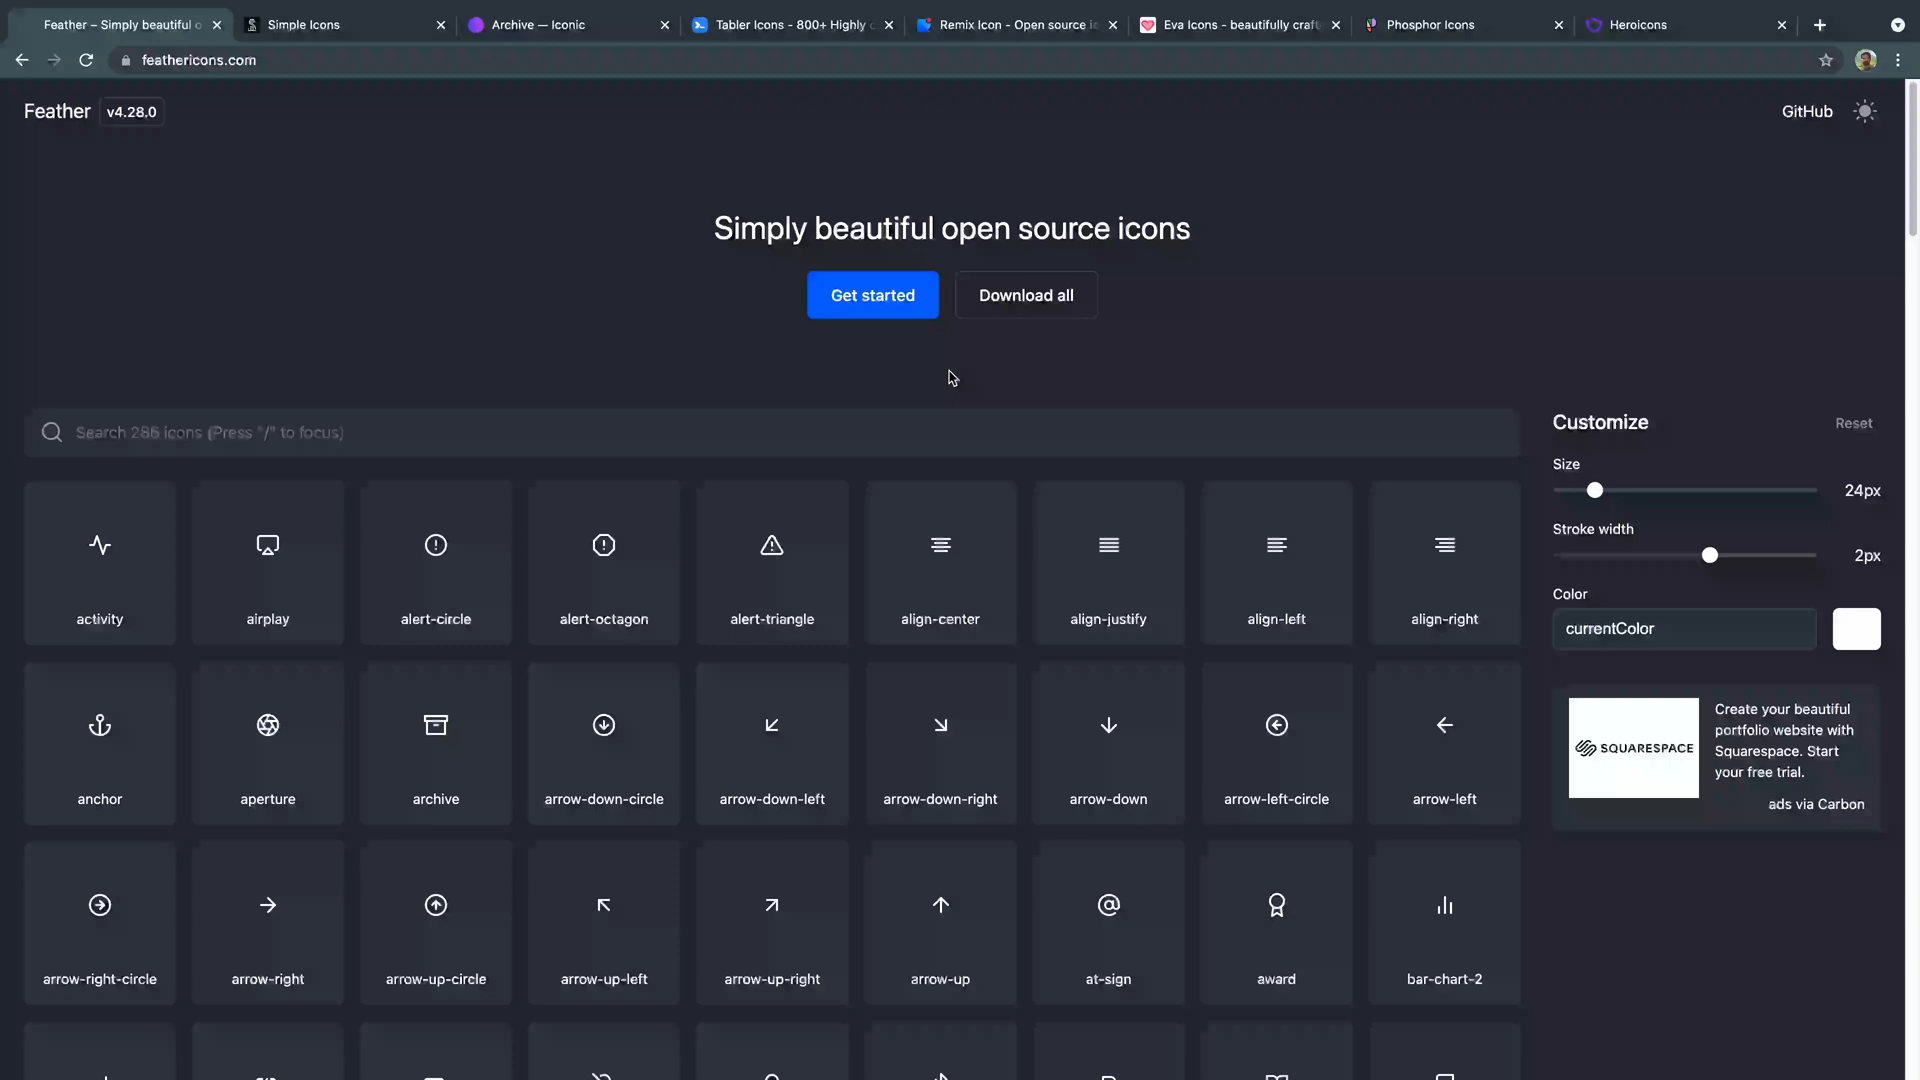 Feather – Simply beautiful o
Simple Icons
Archive — Iconic
Tabler Icons - 800+ Highly c
Remix Icon - Open source ic
Eva Icons - beautifully craft
Phosphor Icons
Heroicons
feathericons.com
Feather
v4.28.0
GitHub
Simply beautiful open source icons
Get started
Download all
Search 286 icons (Press "/" to focus)
Customize
Reset
Size
24px
Stroke width
2px
Color
currentColor
activity
airplay
alert-circle
alert-octagon
alert-triangle
align-center
align-justify
align-left
align-right
SQUARESPACE
Create your beautiful
portfolio website with
Squarespace. Start
your free trial.
ads via Carbon
anchor
aperture
archive
arrow-down-circle
arrow-down-left
arrow-down-right
arrow-down
arrow-left-circle
arrow-left
arrow-right-circle
arrow-right
arrow-up-circle
arrow-up-left
arrow-up-right
arrow-up
at-sign
award
bar-chart-2